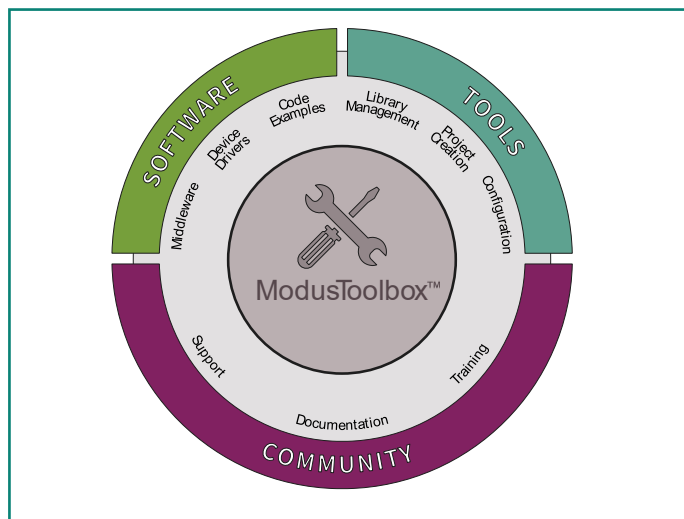 SOFTWARE
TOOLS
Code
Examples
Library
Management
Device
Drivers
Project
Creation
Middleware
Configuration
ModusToolbox™
Support
Training
Documentation
COMMUNITY